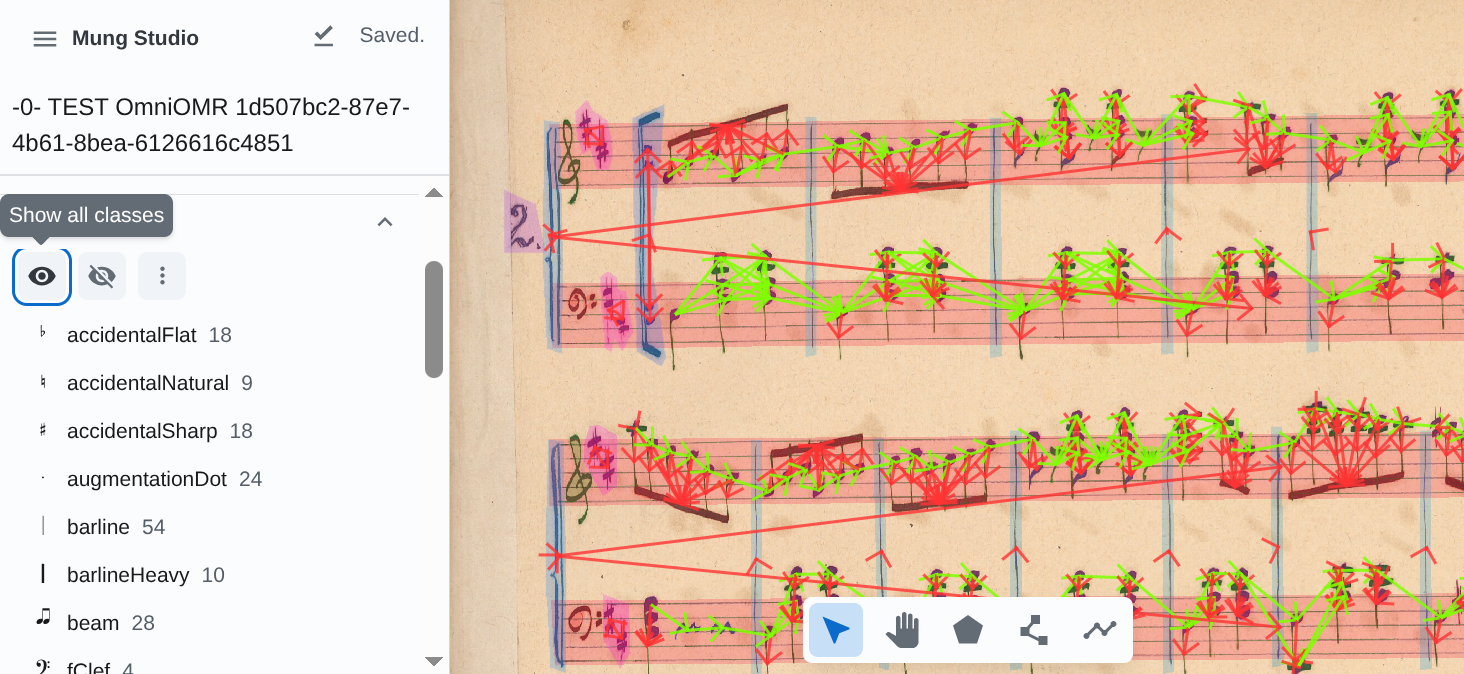 Mung Studio
Saved.
-0- TEST OmniOMR 1d507bc2-87e7-
4b61-8bea-6126616c4851
Show all classes
accidentalFlat 18
accidentalNatural 9
accidentalSharp 18
augmentationDot 24
barline 54
barlineHeavy 10
beam 28
fClef 4
2.